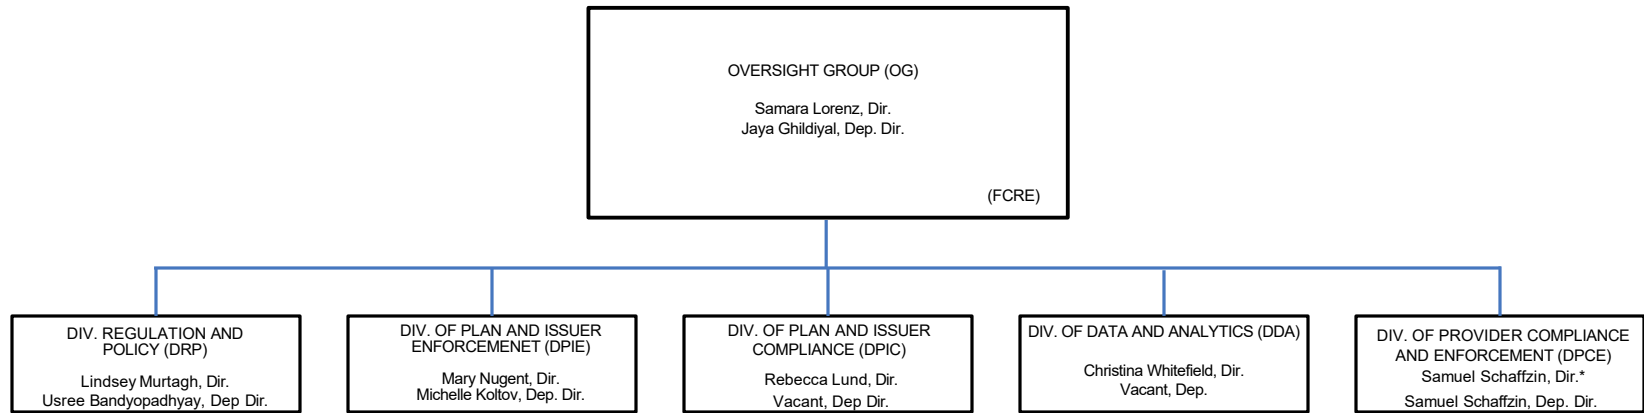 OVERSIGHT GROUP (OG)
Samara Lorenz, Dir.
Jaya Ghildiyal, Dep. Dir.
(FCRE)
DIV. REGULATION AND
POLICY (DRP)
Lindsey Murtagh, Dir.
Usree Bandyopadhyay, Dep Dir.
DIV. OF PLAN AND ISSUER
ENFORCEMENET (DPIE)
Mary Nugent, Dir.
Michelle Koltov, Dep. Dir.
DIV. OF PLAN AND ISSUER
COMPLIANCE (DPIC)
Rebecca Lund, Dir.
Vacant, Dep Dir.
DIV. OF DATA AND ANALYTICS (DDA)
Christina Whitefield, Dir.
Vacant, Dep.
DIV. OF PROVIDER COMPLIANCE
AND ENFORCEMENT (DPCE)
Samuel Schaffzin, Dir.*
Samuel Schaffzin, Dep. Dir.